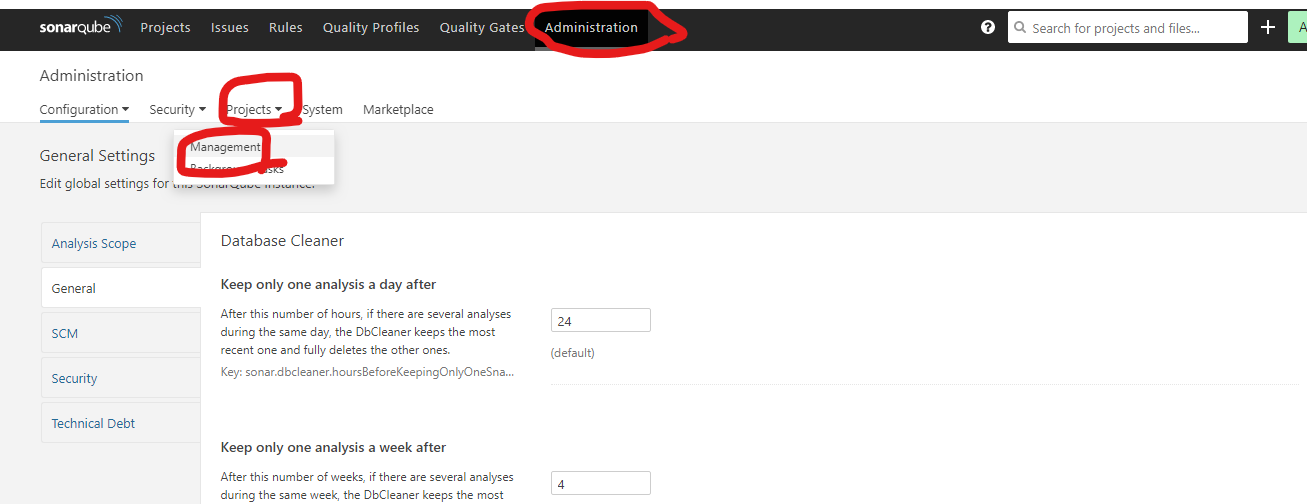 sonarqube Projects Issues Rules Quality Profiles Quality Gates Administration ? Search for projects and files... + A
Administration
Configuration Security Projects System Marketplace
Management
General Settings
Background Tasks
Edit global settings for this SonarQube instance.
Analysis Scope
General
SCM
Security
Technical Debt
Database Cleaner
Keep only one analysis a day after
After this number of hours, if there are several analyses
during the same day, the DbCleaner keeps the most
recent one and fully deletes the other ones.
Key: sonar.dbcleaner.hoursBeforeKeepingOnlyOneSna...
24
(default)
Keep only one analysis a week after
After this number of weeks, if there are several analyses
during the same week, the DbCleaner keeps the most
4